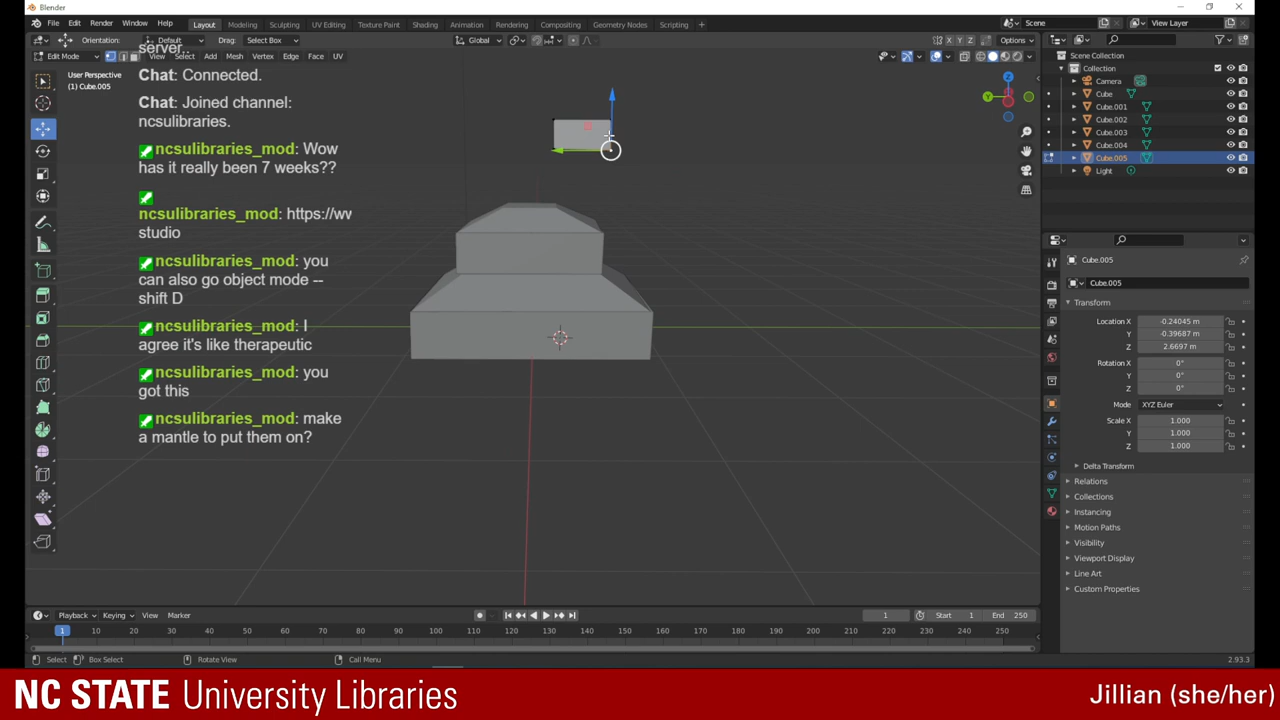 Blender
File Edit Render Window Help Layout Modeling Sculpting UV Editing Texture Paint Shading Animation Rendering Compositing Geometry Nodes Scripting + Scene View Layer
Orientation: Default Drag: Select Box Global X Y Z Options
server..
Edit Mode View Select Add Mesh Vertex Edge Face UV
User Perspective
(1) Cube.005
Chat: Connected.
Chat: Joined channel:
ncsulibraries.
ncsulibraries_mod: Wow
has it really been 7 weeks??
ncsulibraries_mod: https://wv
studio
ncsulibraries_mod: you
can also go object mode --
shift D
ncsulibraries_mod: I
agree it's like therapeutic
ncsulibraries_mod: you
got this
ncsulibraries_mod: make
a mantle to put them on?
Z
Y
Scene Collection
Collection
Camera
Cube
Cube.001
Cube.002
Cube.003
Cube.004
Cube.005
Light
Cube.005
Cube.005
Transform
Location X -0.24045 m
Y -0.39687 m
Z 2.6697 m
Rotation X 0°
Y 0°
Z 0°
Mode XYZ Euler
Scale X 1.000
Y 1.000
Z 1.000
Delta Transform
Relations
Collections
Instancing
Motion Paths
Visibility
Viewport Display
Line Art
Custom Properties
Playback Keying View Marker 1 Start 1 End 250
1 10 20 30 40 50 60 70 80 90 100 110 120 130 140 150 160 170 180 190 200 210 220 230 240 250
Select Box Select Rotate View Call Menu 2.93.3
NC STATE University Libraries
Jillian (she/her)